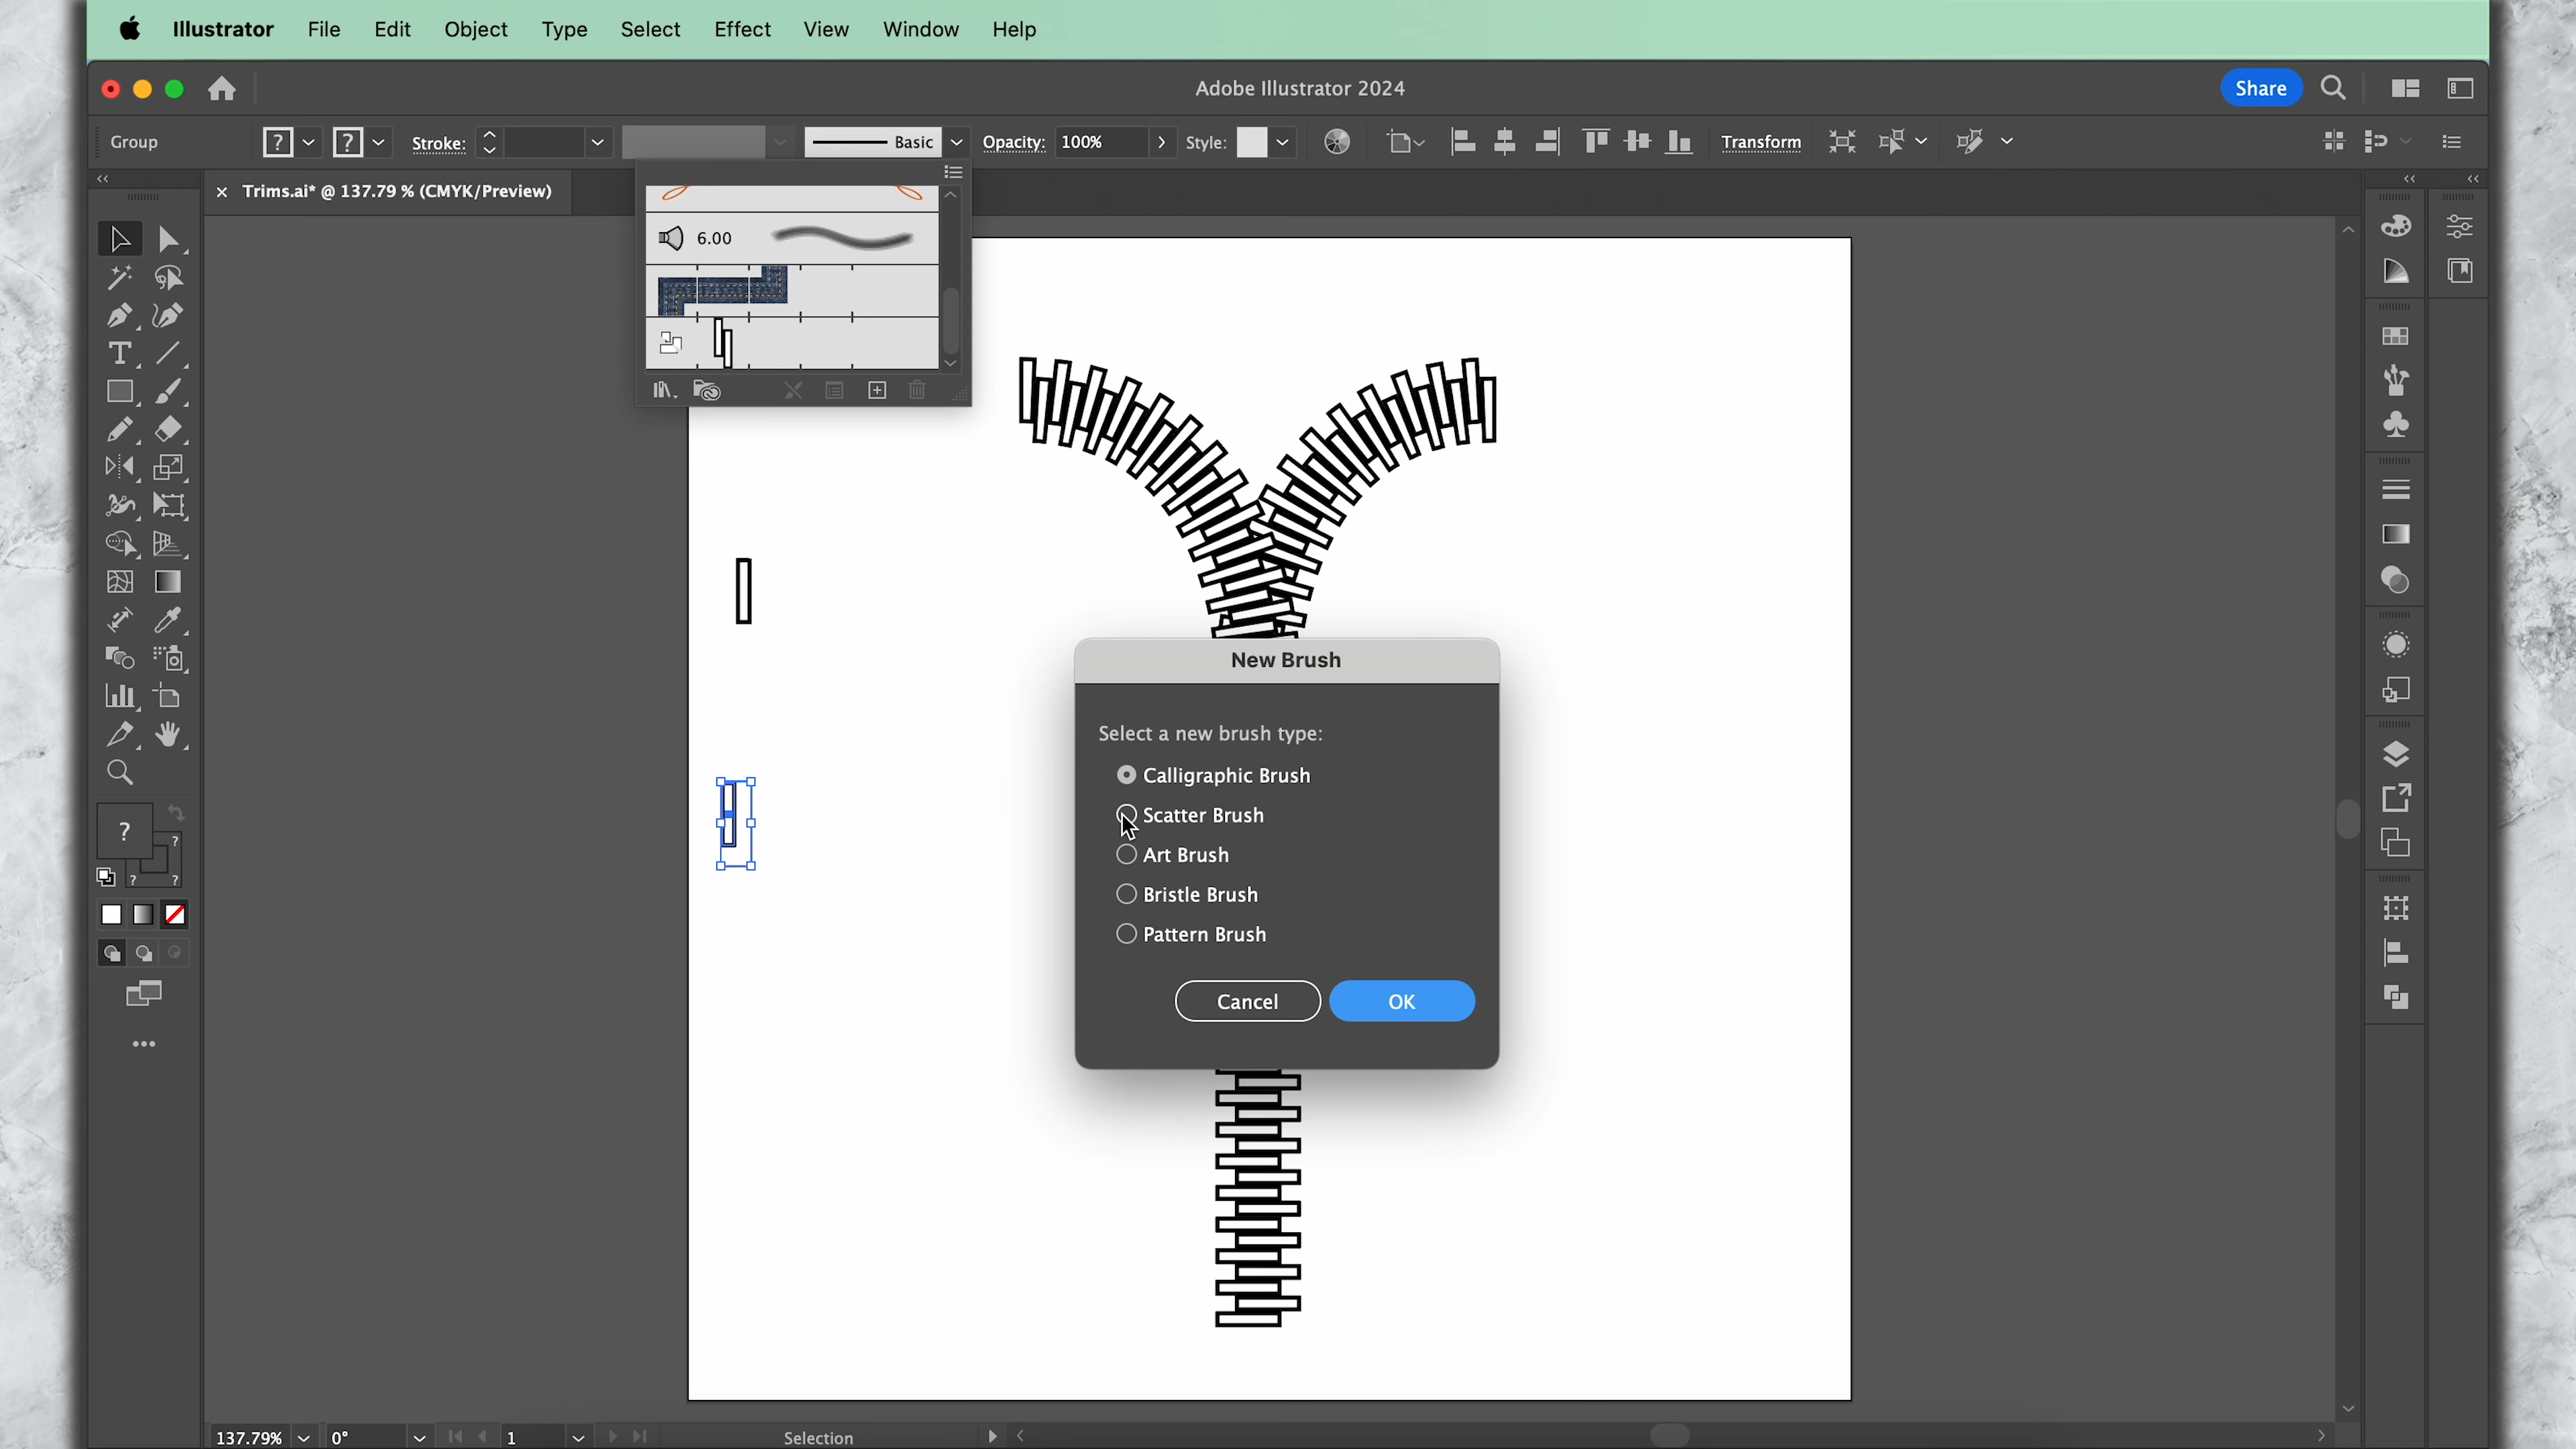 Illustrator File Edit Object Type Select Effect View Window Help
Adobe Illustrator 2024
Share
Group ? ? Stroke: Basic Opacity: 100% Style: Transform
× Trims.ai* @ 137.79 % (CMYK/Preview)
6.00
New Brush
Select a new brush type:
Calligraphic Brush
Scatter Brush
Art Brush
Bristle Brush
Pattern Brush
Cancel OK
?
?
? ?
137.79% 0° 1 Selection